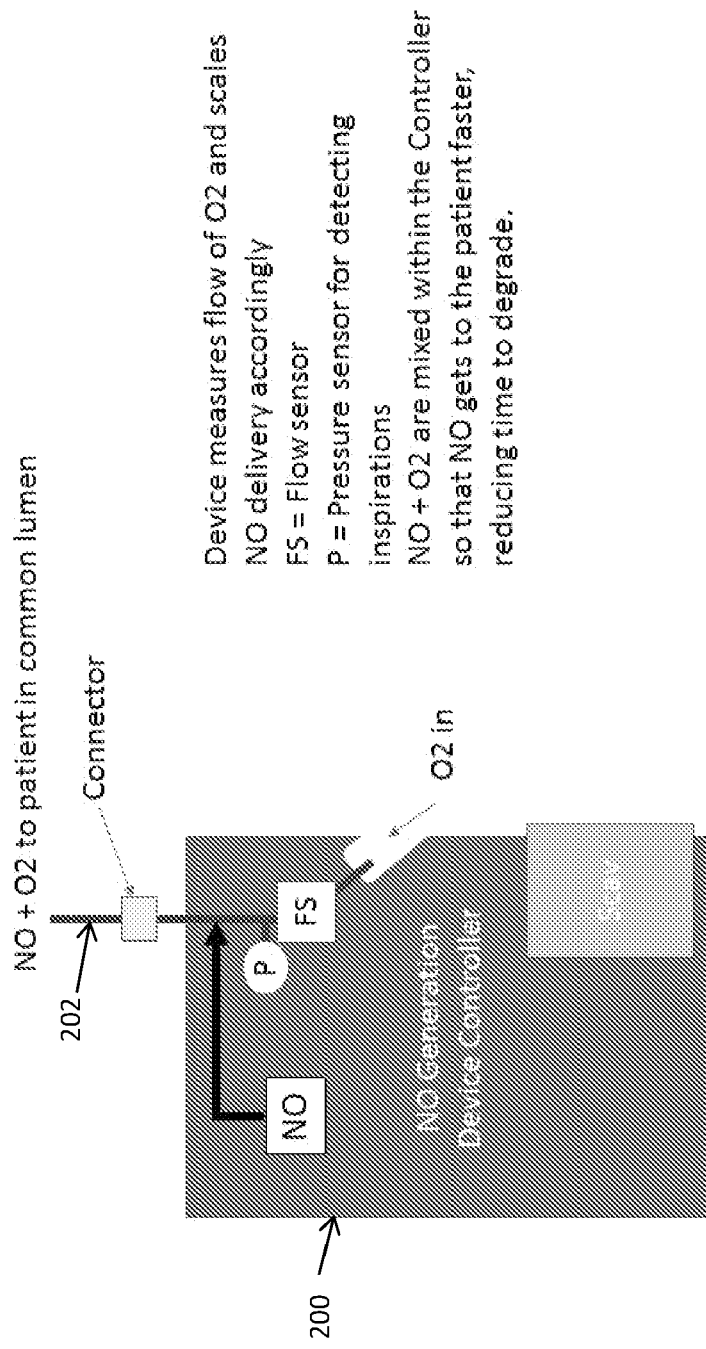 NO + O2 to patient in common lumen
202
Connector
P
FS
NO
O2 in
NO Generation
Device Controller
200
Device measures flow of O2 and scales
NO delivery accordingly
FS = Flow sensor
P = Pressure sensor for detecting
inspirations
NO + O2 are mixed within the Controller
so that NO gets to the patient faster,
reducing time to degrade.